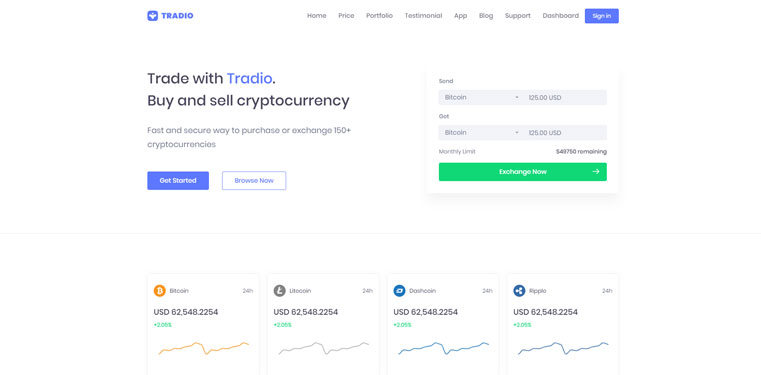 TRADIO
Home Price Portfolio Testimonial App Blog Support Dashboard Sign in
Trade with Tradio.
Buy and sell cryptocurrency
Fast and secure way to purchase or exchange 150+
cryptocurrencies
Get Started Browse Now
Send
Bitcoin 125.00 USD
Get
Bitcoin 125.00 USD
Monthly Limit $49750 remaining
Exchange Now
Bitcoin 24h
USD 62,548.2254
+2.05%
Litecoin 24h
USD 62,548.2254
+2.05%
Dashcoin 24h
USD 62,548.2254
+2.05%
Ripple 24h
USD 62,548.2254
+2.05%